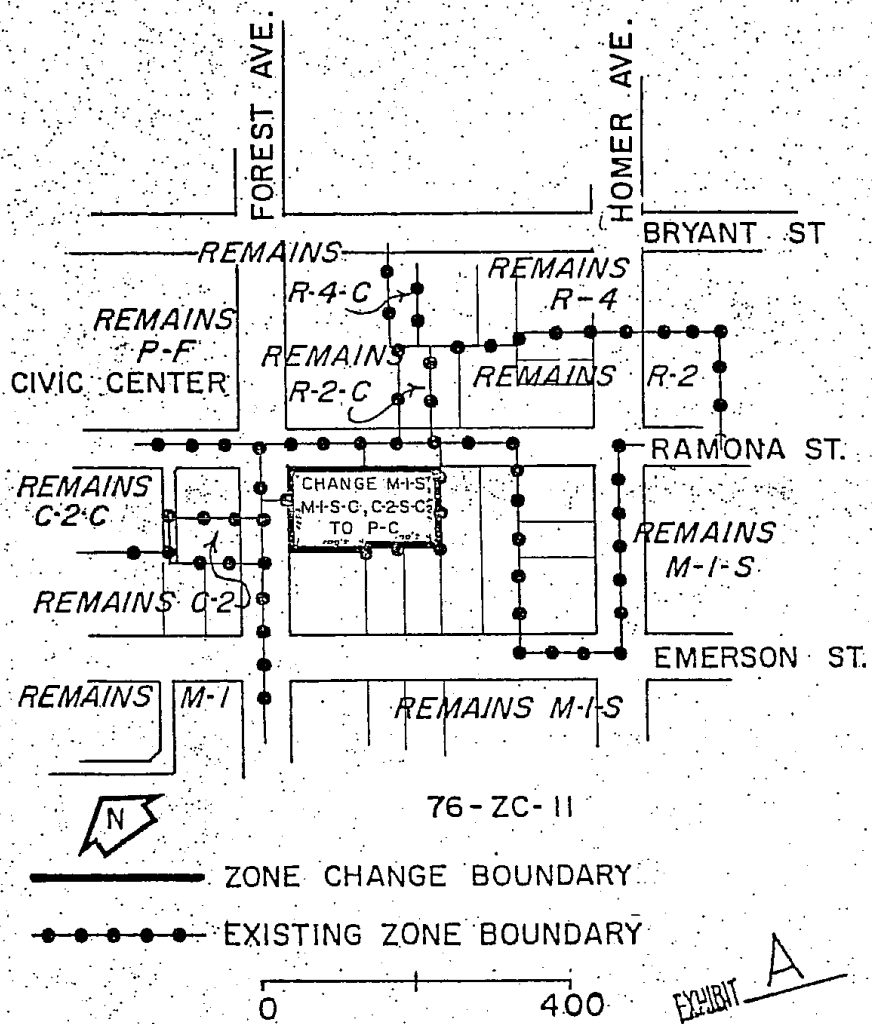 FOREST AVE.
HOMER AVE.
BRYANT ST
REMAINS
R-4-C
REMAINS
R-4
REMAINS
P-F
CIVIC CENTER
REMAINS
R-2-C
REMAINS R-2
RAMONA ST.
REMAINS
C-2-C
CHANGE M-1-S,
M-1-S-C, C-2-S-C
TO P-C
REMAINS
M-1-S
REMAINS C-2
EMERSON ST.
REMAINS M-1
REMAINS M-1-S
76-ZC-11
N
ZONE CHANGE BOUNDARY
EXISTING ZONE BOUNDARY
0 400
EXHIBIT A